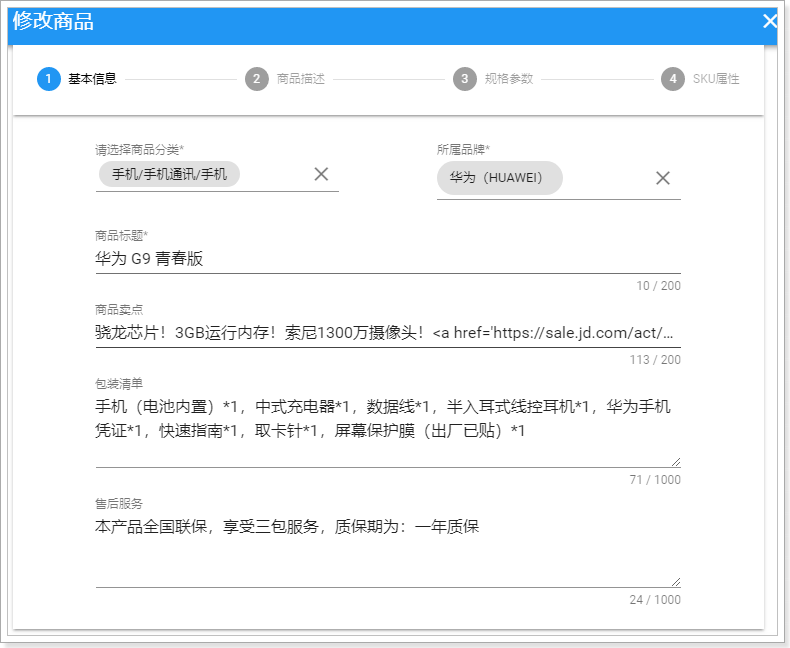 修改商品
1 基本信息 2 商品描述 3 规格参数 4 SKU属性
请选择商品分类* 所属品牌*
手机/手机通讯/手机 华为（HUAWEI）
商品标题*
华为 G9 青春版
10 / 200
商品卖点
骁龙芯片！3GB运行内存！索尼1300万摄像头！<a href='https://sale.jd.com/act/...
113 / 200
包装清单
手机（电池内置）*1，中式充电器*1，数据线*1，半入耳式线控耳机*1，华为手机
凭证*1，快速指南*1，取卡针*1，屏幕保护膜（出厂已贴）*1
71 / 1000
售后服务
本产品全国联保，享受三包服务，质保期为：一年质保
24 / 1000